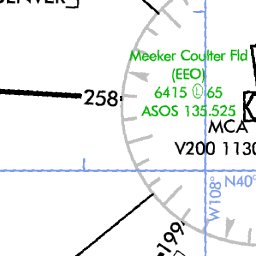 DENVER
Meeker Coulter Fld
(EEO)
6415 Ⓛ 65
ASOS 135.525
258
MCA
V200 1130
N40°
W108°
199